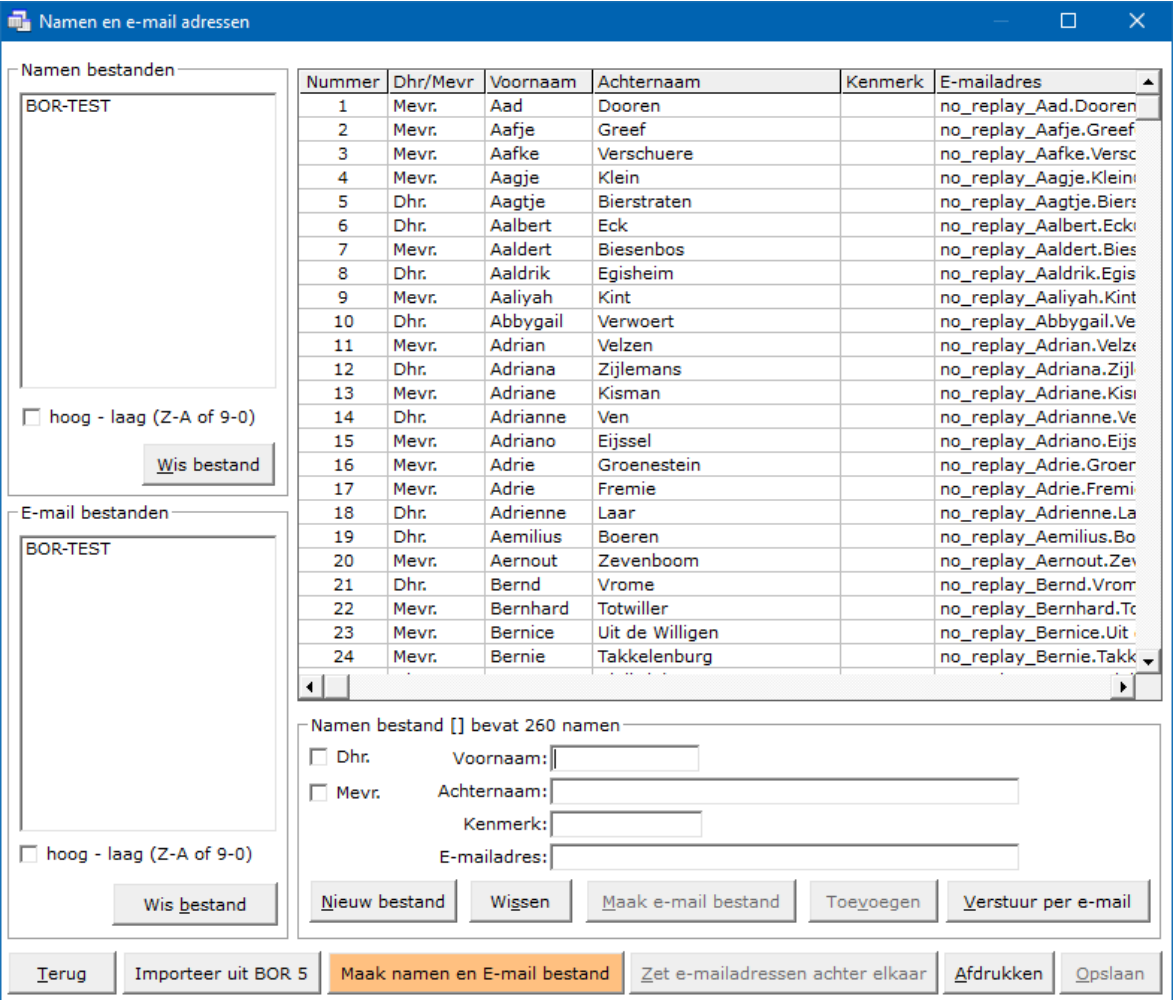 Namen en e-mail adressen
Namen bestanden
BOR-TEST
hoog - laag (Z-A of 9-0)
Wis bestand
E-mail bestanden
BOR-TEST
hoog - laag (Z-A of 9-0)
Wis bestand
Nummer Dhr/Mevr Voornaam Achternaam Kenmerk E-mailadres
1 Mevr. Aad Dooren no_replay_Aad.Dooren
2 Mevr. Aafje Greef no_replay_Aafje.Greef
3 Mevr. Aafke Verschuere no_replay_Aafke.Versc
4 Mevr. Aagje Klein no_replay_Aagje.Klein
5 Dhr. Aagtje Bierstraten no_replay_Aagtje.Biers
6 Dhr. Aalbert Eck no_replay_Aalbert.Eck
7 Mevr. Aaldert Biesenbos no_replay_Aaldert.Bies
8 Dhr. Aaldrik Egisheim no_replay_Aaldrik.Egis
9 Mevr. Aaliyah Kint no_replay_Aaliyah.Kint
10 Dhr. Abbygail Verwoert no_replay_Abbygail.Ve
11 Mevr. Adrian Velzen no_replay_Adrian.Velze
12 Dhr. Adriana Zijlemans no_replay_Adriana.Zijl
13 Mevr. Adriane Kisman no_replay_Adriane.Kis
14 Dhr. Adrianne Ven no_replay_Adrianne.Ve
15 Mevr. Adriano Eijssel no_replay_Adriano.Eijs
16 Mevr. Adrie Groenestein no_replay_Adrie.Groen
17 Mevr. Adrie Fremie no_replay_Adrie.Fremi
18 Dhr. Adrienne Laar no_replay_Adrienne.La
19 Dhr. Aemilius Boeren no_replay_Aemilius.Bo
20 Mevr. Aernout Zevenboom no_replay_Aernout.Zev
21 Dhr. Bernd Vrome no_replay_Bernd.Vrom
22 Mevr. Bernhard Totwiller no_replay_Bernhard.To
23 Mevr. Bernice Uit de Willigen no_replay_Bernice.Uit
24 Mevr. Bernie Takkelenburg no_replay_Bernie.Takk
Namen bestand [] bevat 260 namen
Dhr. Voornaam:
Mevr. Achternaam:
Kenmerk:
E-mailadres:
Nieuw bestand Wissen Maak e-mail bestand Toevoegen Verstuur per e-mail
Terug Importeer uit BOR 5 Maak namen en E-mail bestand Zet e-mailadressen achter elkaar Afdrukken Opslaan